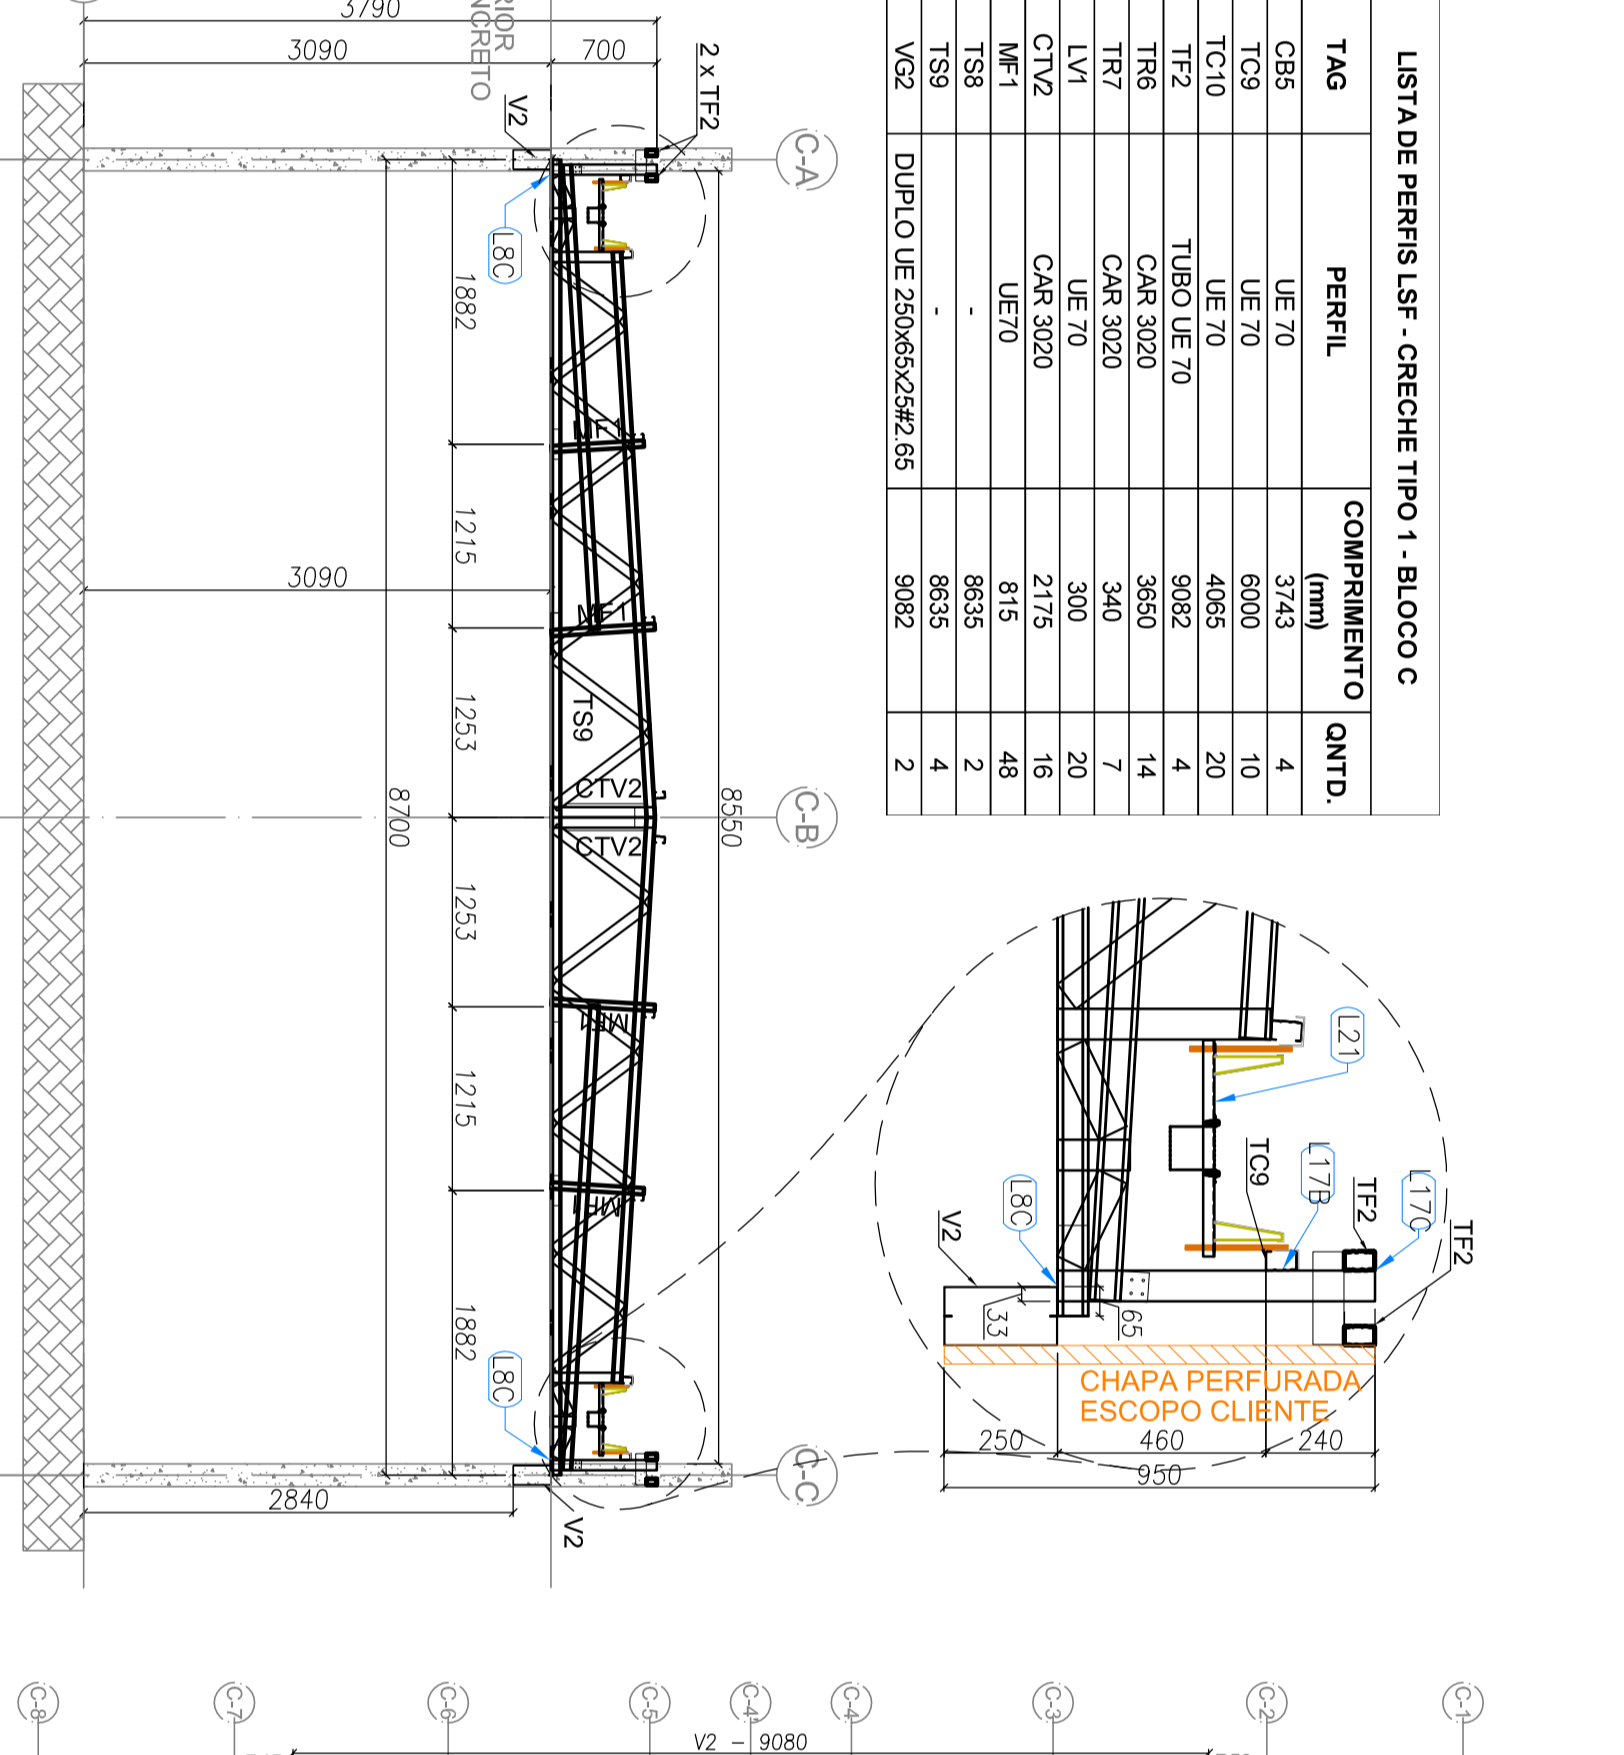 LISTA DE PERFIS LSF - CRECHE TIPO 1 - BLOCO C
TAG PERFIL COMPRIMENTO (mm) QNTD.
CB5 UE 70 3743 4
TC9 UE 70 6000 10
TC10 UE 70 4065 20
TF2 TUBO UE 70 9082 4
TR6 CAR 3020 3650 14
TR7 CAR 3020 340 7
LV1 UE 70 300 20
CTV2 CAR 3020 2175 16
MF1 UE70 815 48
TS8 - 8635 2
TS9 - 8635 4
VG2 DUPLO UE 250x65x25#2.65 9082 2
C-A
C-B
C-C
2 x TF2
8550
700
3090
3790
RIOR
NCRETO
V2
L8C
MF1
MF1
TS9
CTV2
CTV2
MF1
MF1
1882
1215
1253
1253
1215
1882
3090
8700
L8C
V2
2840
L21
L17C
TF2
TF2
L17B
TC9
L8C
V2
65
33
CHAPA PERFURADA
ESCOPO CLIENTE
250
460
240
950
C-1
C-2
C-3
C-4
C-4'
C-5
C-6
C-7
C-8
V2 - 9080